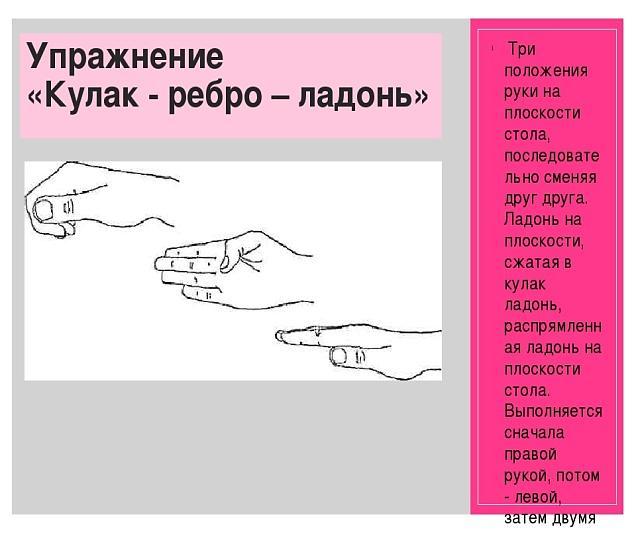 Упражнение
«Кулак - ребро – ладонь»
Три
положения
руки на
плоскости
стола,
последовате
льно сменяя
друг друга.
Ладонь на
плоскости,
сжатая в
кулак
ладонь,
распрямленн
ая ладонь на
плоскости
стола.
Выполняется
сначала
правой
рукой, потом
- левой,
затем двумя